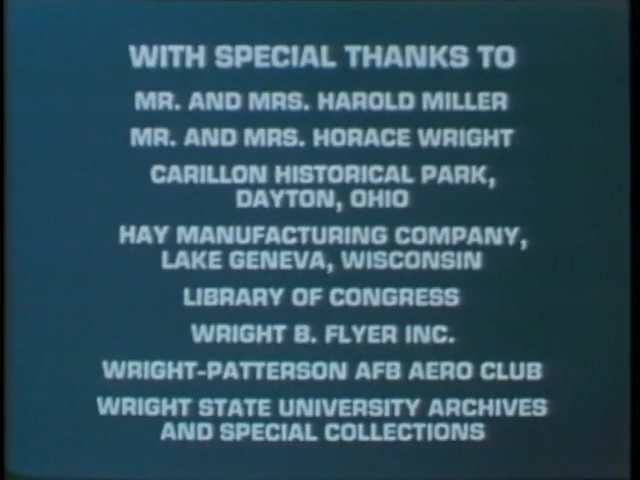 WITH SPECIAL THANKS TO
MR. AND MRS. HAROLD MILLER
MR. AND MRS. HORACE WRIGHT
CARILLON HISTORICAL PARK,
DAYTON, OHIO
HAY MANUFACTURING COMPANY,
LAKE GENEVA, WISCONSIN
LIBRARY OF CONGRESS
WRIGHT B. FLYER INC.
WRIGHT-PATTERSON AFB AERO CLUB
WRIGHT STATE UNIVERSITY ARCHIVES
AND SPECIAL COLLECTIONS